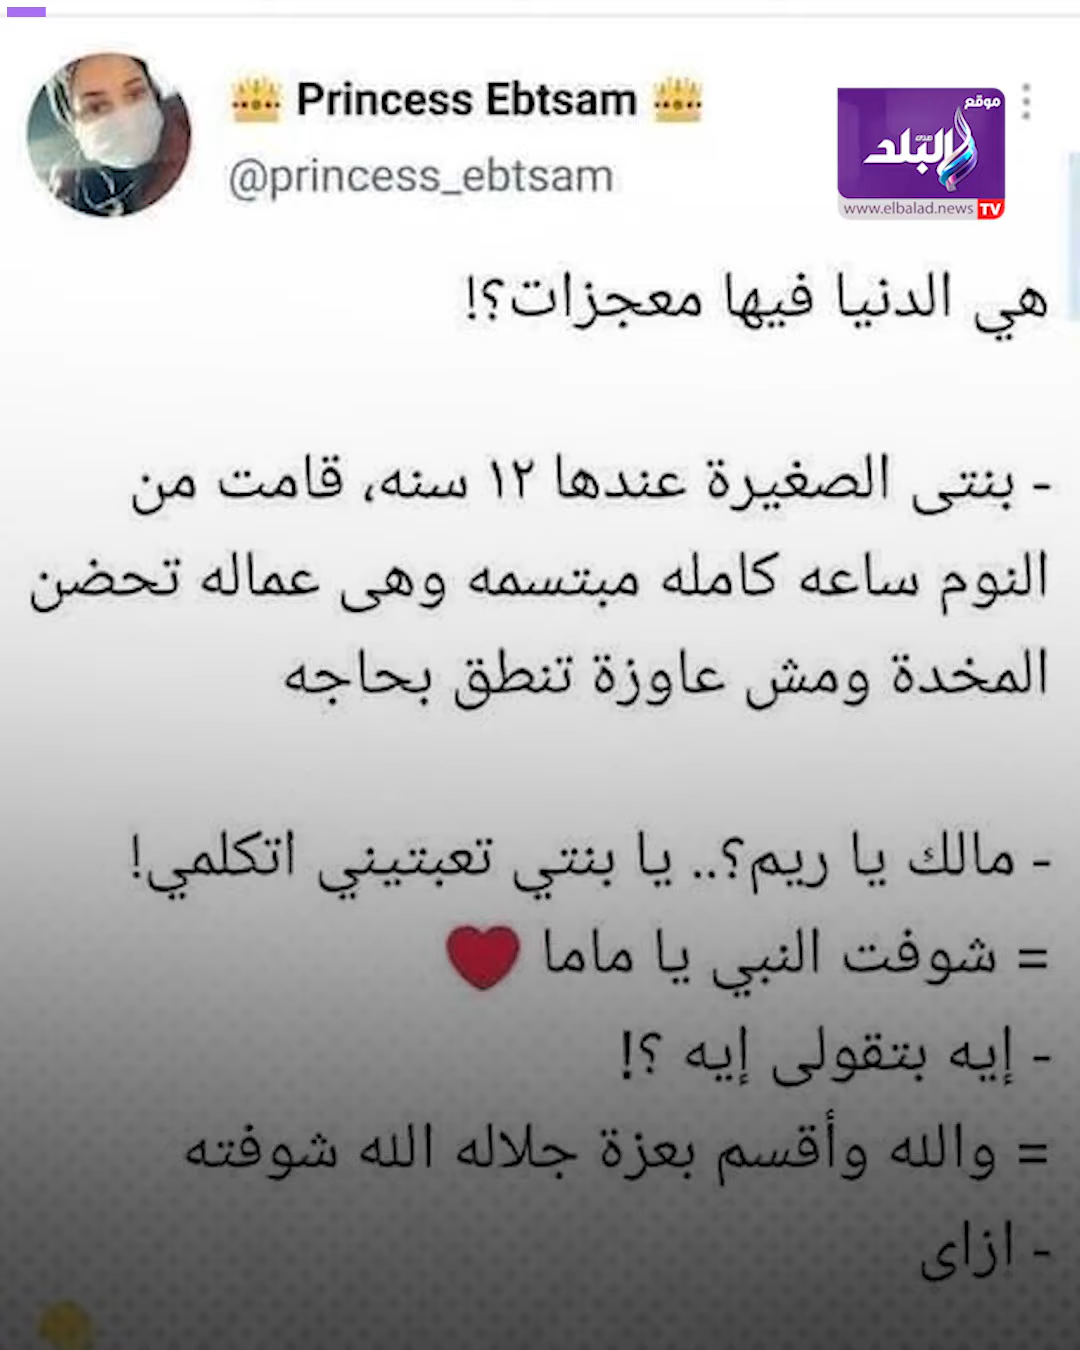 👑 Princess Ebtsam 👑
@princess_ebtsam
موقع
صدى
البلد
www.elbalad.news TV
هي الدنيا فيها معجزات؟!
- بنتى الصغيرة عندها ١٢ سنه، قامت من
النوم ساعه كامله مبتسمه وهى عماله تحضن
المخدة ومش عاوزة تنطق بحاجه
- مالك يا ريم؟.. يا بنتي تعبتيني اتكلمي!
= شوفت النبي يا ماما ❤
- إيه بتقولى إيه ؟!
= والله وأقسم بعزة جلاله الله شوفته
- ازاى